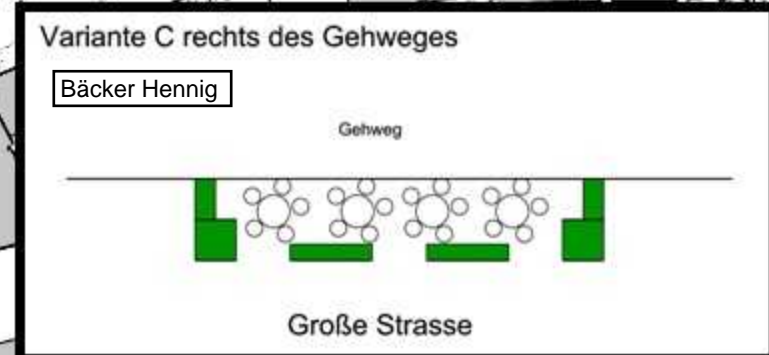 Variante C rechts des Gehweges
Bäcker Hennig
Gehweg
Große Strasse